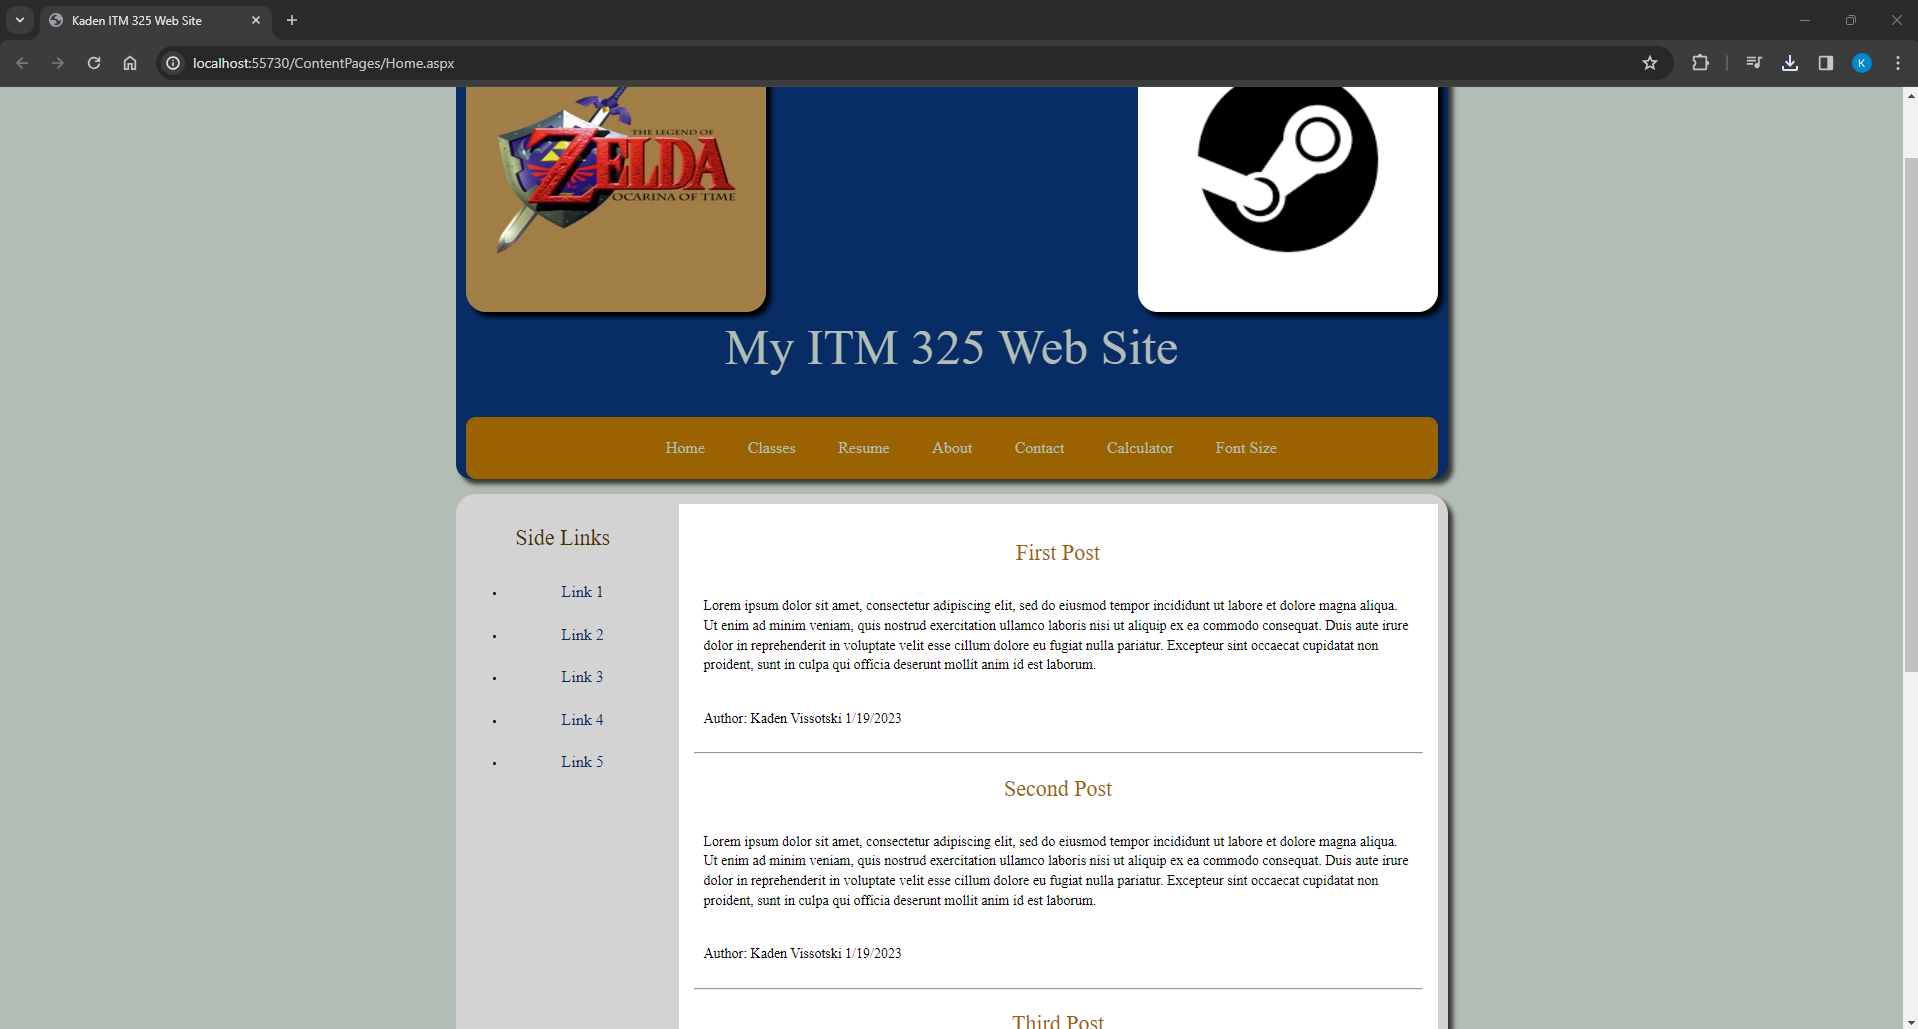 Kaden ITM 325 Web Site
localhost:55730/ContentPages/Home.aspx
K
THE LEGEND OF
ZELDA
OCARINA OF TIME
My ITM 325 Web Site
Home Classes Resume About Contact Calculator Font Size
Side Links
Link 1
Link 2
Link 3
Link 4
Link 5
First Post
Lorem ipsum dolor sit amet, consectetur adipiscing elit, sed do eiusmod tempor incididunt ut labore et dolore magna aliqua.
Ut enim ad minim veniam, quis nostrud exercitation ullamco laboris nisi ut aliquip ex ea commodo consequat. Duis aute irure
dolor in reprehenderit in voluptate velit esse cillum dolore eu fugiat nulla pariatur. Excepteur sint occaecat cupidatat non
proident, sunt in culpa qui officia deserunt mollit anim id est laborum.
Author: Kaden Vissotski 1/19/2023
Second Post
Lorem ipsum dolor sit amet, consectetur adipiscing elit, sed do eiusmod tempor incididunt ut labore et dolore magna aliqua.
Ut enim ad minim veniam, quis nostrud exercitation ullamco laboris nisi ut aliquip ex ea commodo consequat. Duis aute irure
dolor in reprehenderit in voluptate velit esse cillum dolore eu fugiat nulla pariatur. Excepteur sint occaecat cupidatat non
proident, sunt in culpa qui officia deserunt mollit anim id est laborum.
Author: Kaden Vissotski 1/19/2023
Third Post